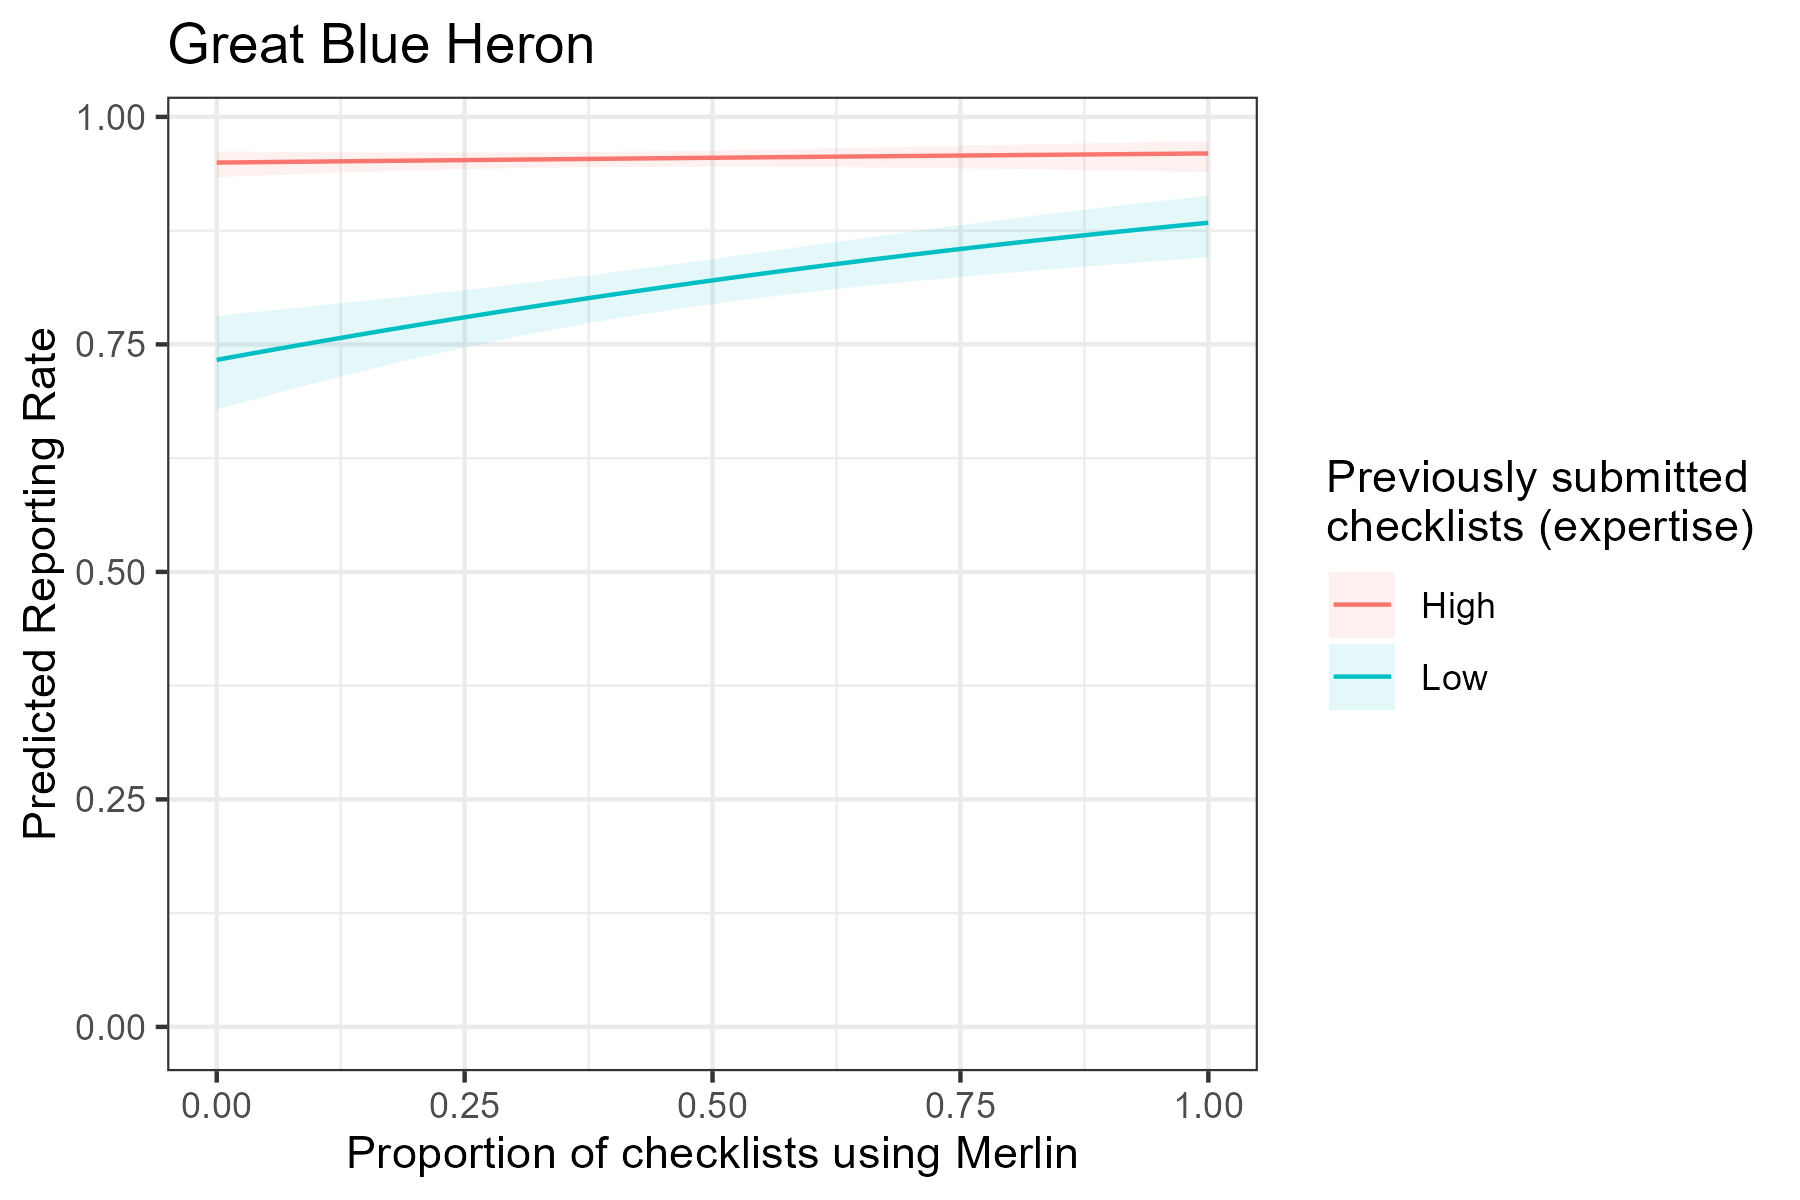 Great Blue Heron
1.00
0.75
0.50
0.25
0.00
Predicted Reporting Rate
0.00 0.25 0.50 0.75 1.00
Proportion of checklists using Merlin
Previously submitted
checklists (expertise)
High
Low